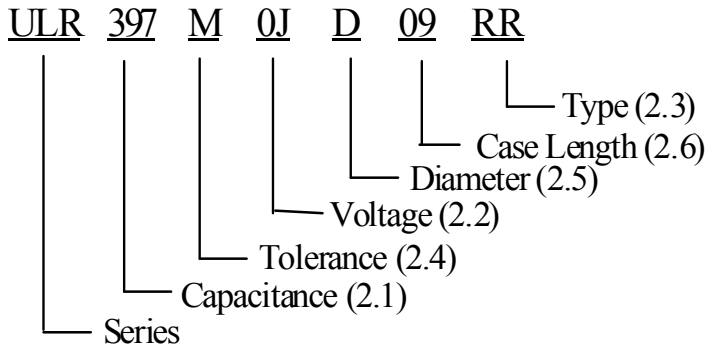 ULR 397 M 0J D 09 RR
Type (2.3)
Case Length (2.6)
Diameter (2.5)
Voltage (2.2)
Tolerance (2.4)
Capacitance (2.1)
Series